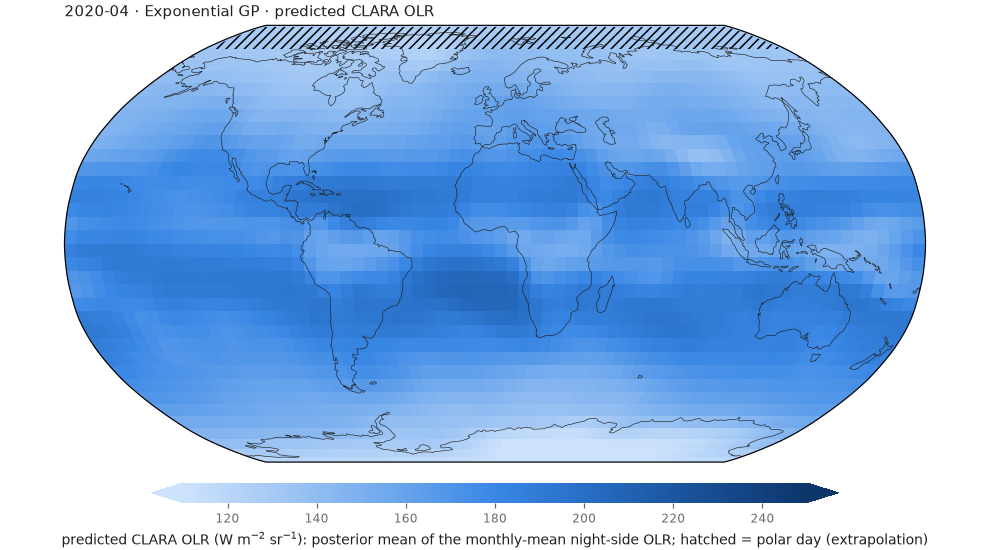 2020-04 · Exponential GP · predicted CLARA OLR
120 140 160 180 200 220 240
predicted CLARA OLR (W m⁻² sr⁻¹): posterior mean of the monthly-mean night-side OLR; hatched = polar day (extrapolation)